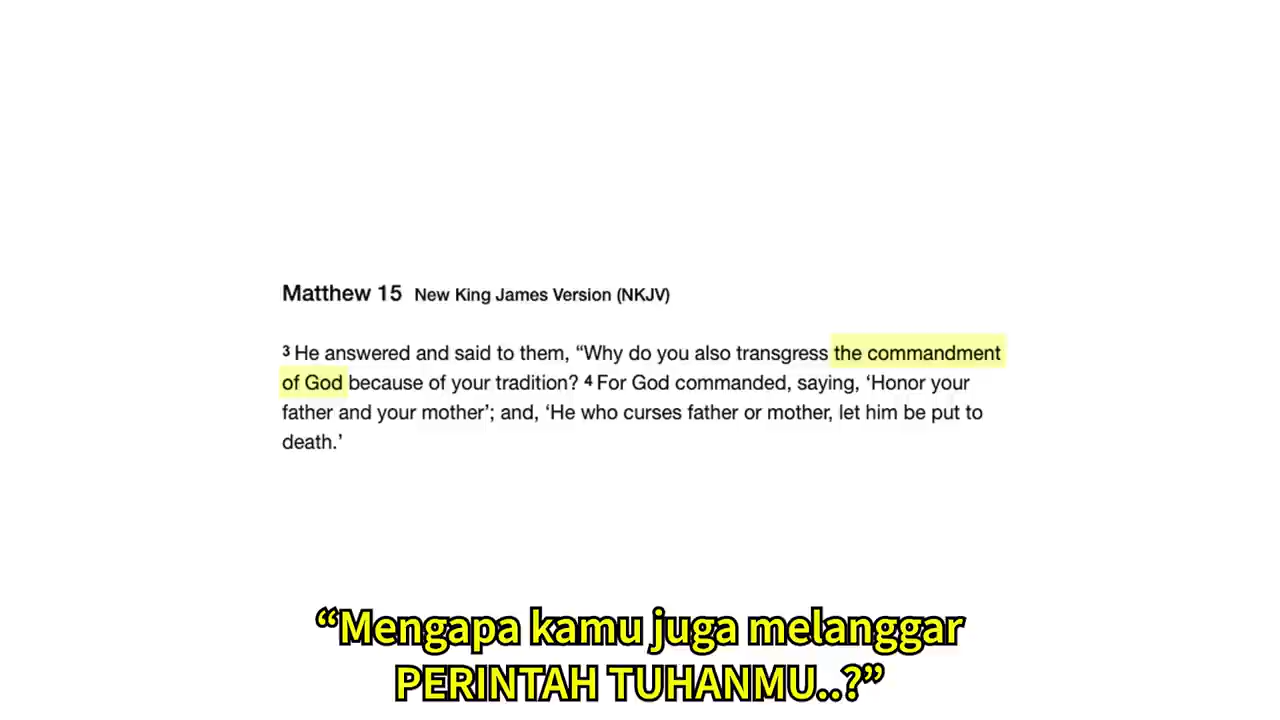 Matthew 15 New King James Version (NKJV)
3 He answered and said to them, “Why do you also transgress the commandment
of God because of your tradition? 4 For God commanded, saying, ‘Honor your
father and your mother’; and, ‘He who curses father or mother, let him be put to
death.’
“Mengapa kamu juga melanggar
PERINTAH TUHANMU..?”